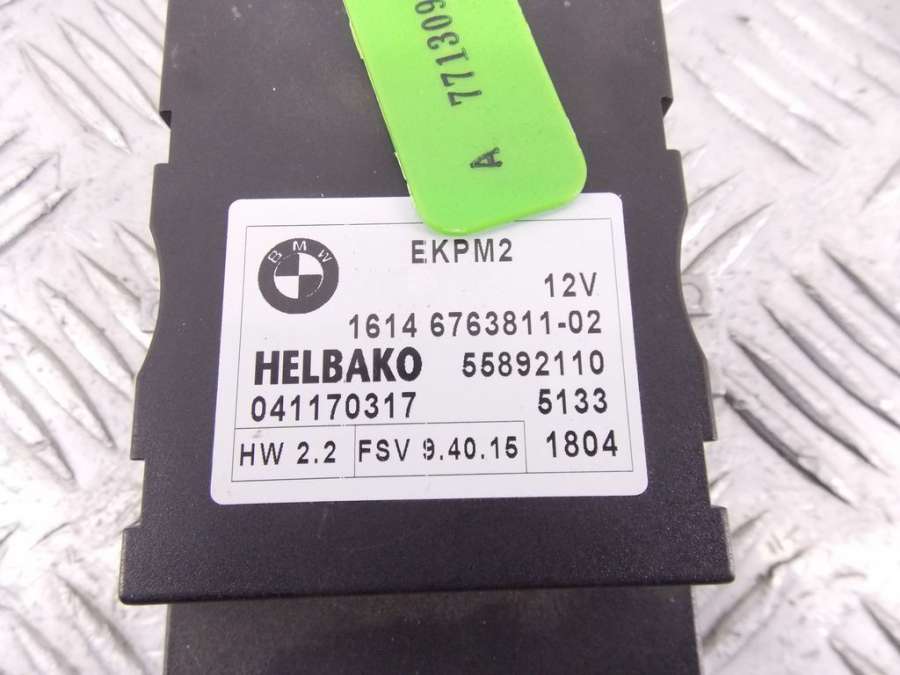 A 771309
BMW
EKPM2
12V
1614 6763811-02
HELBAKO 55892110
041170317 5133
HW 2.2 FSV 9.40.15 1804